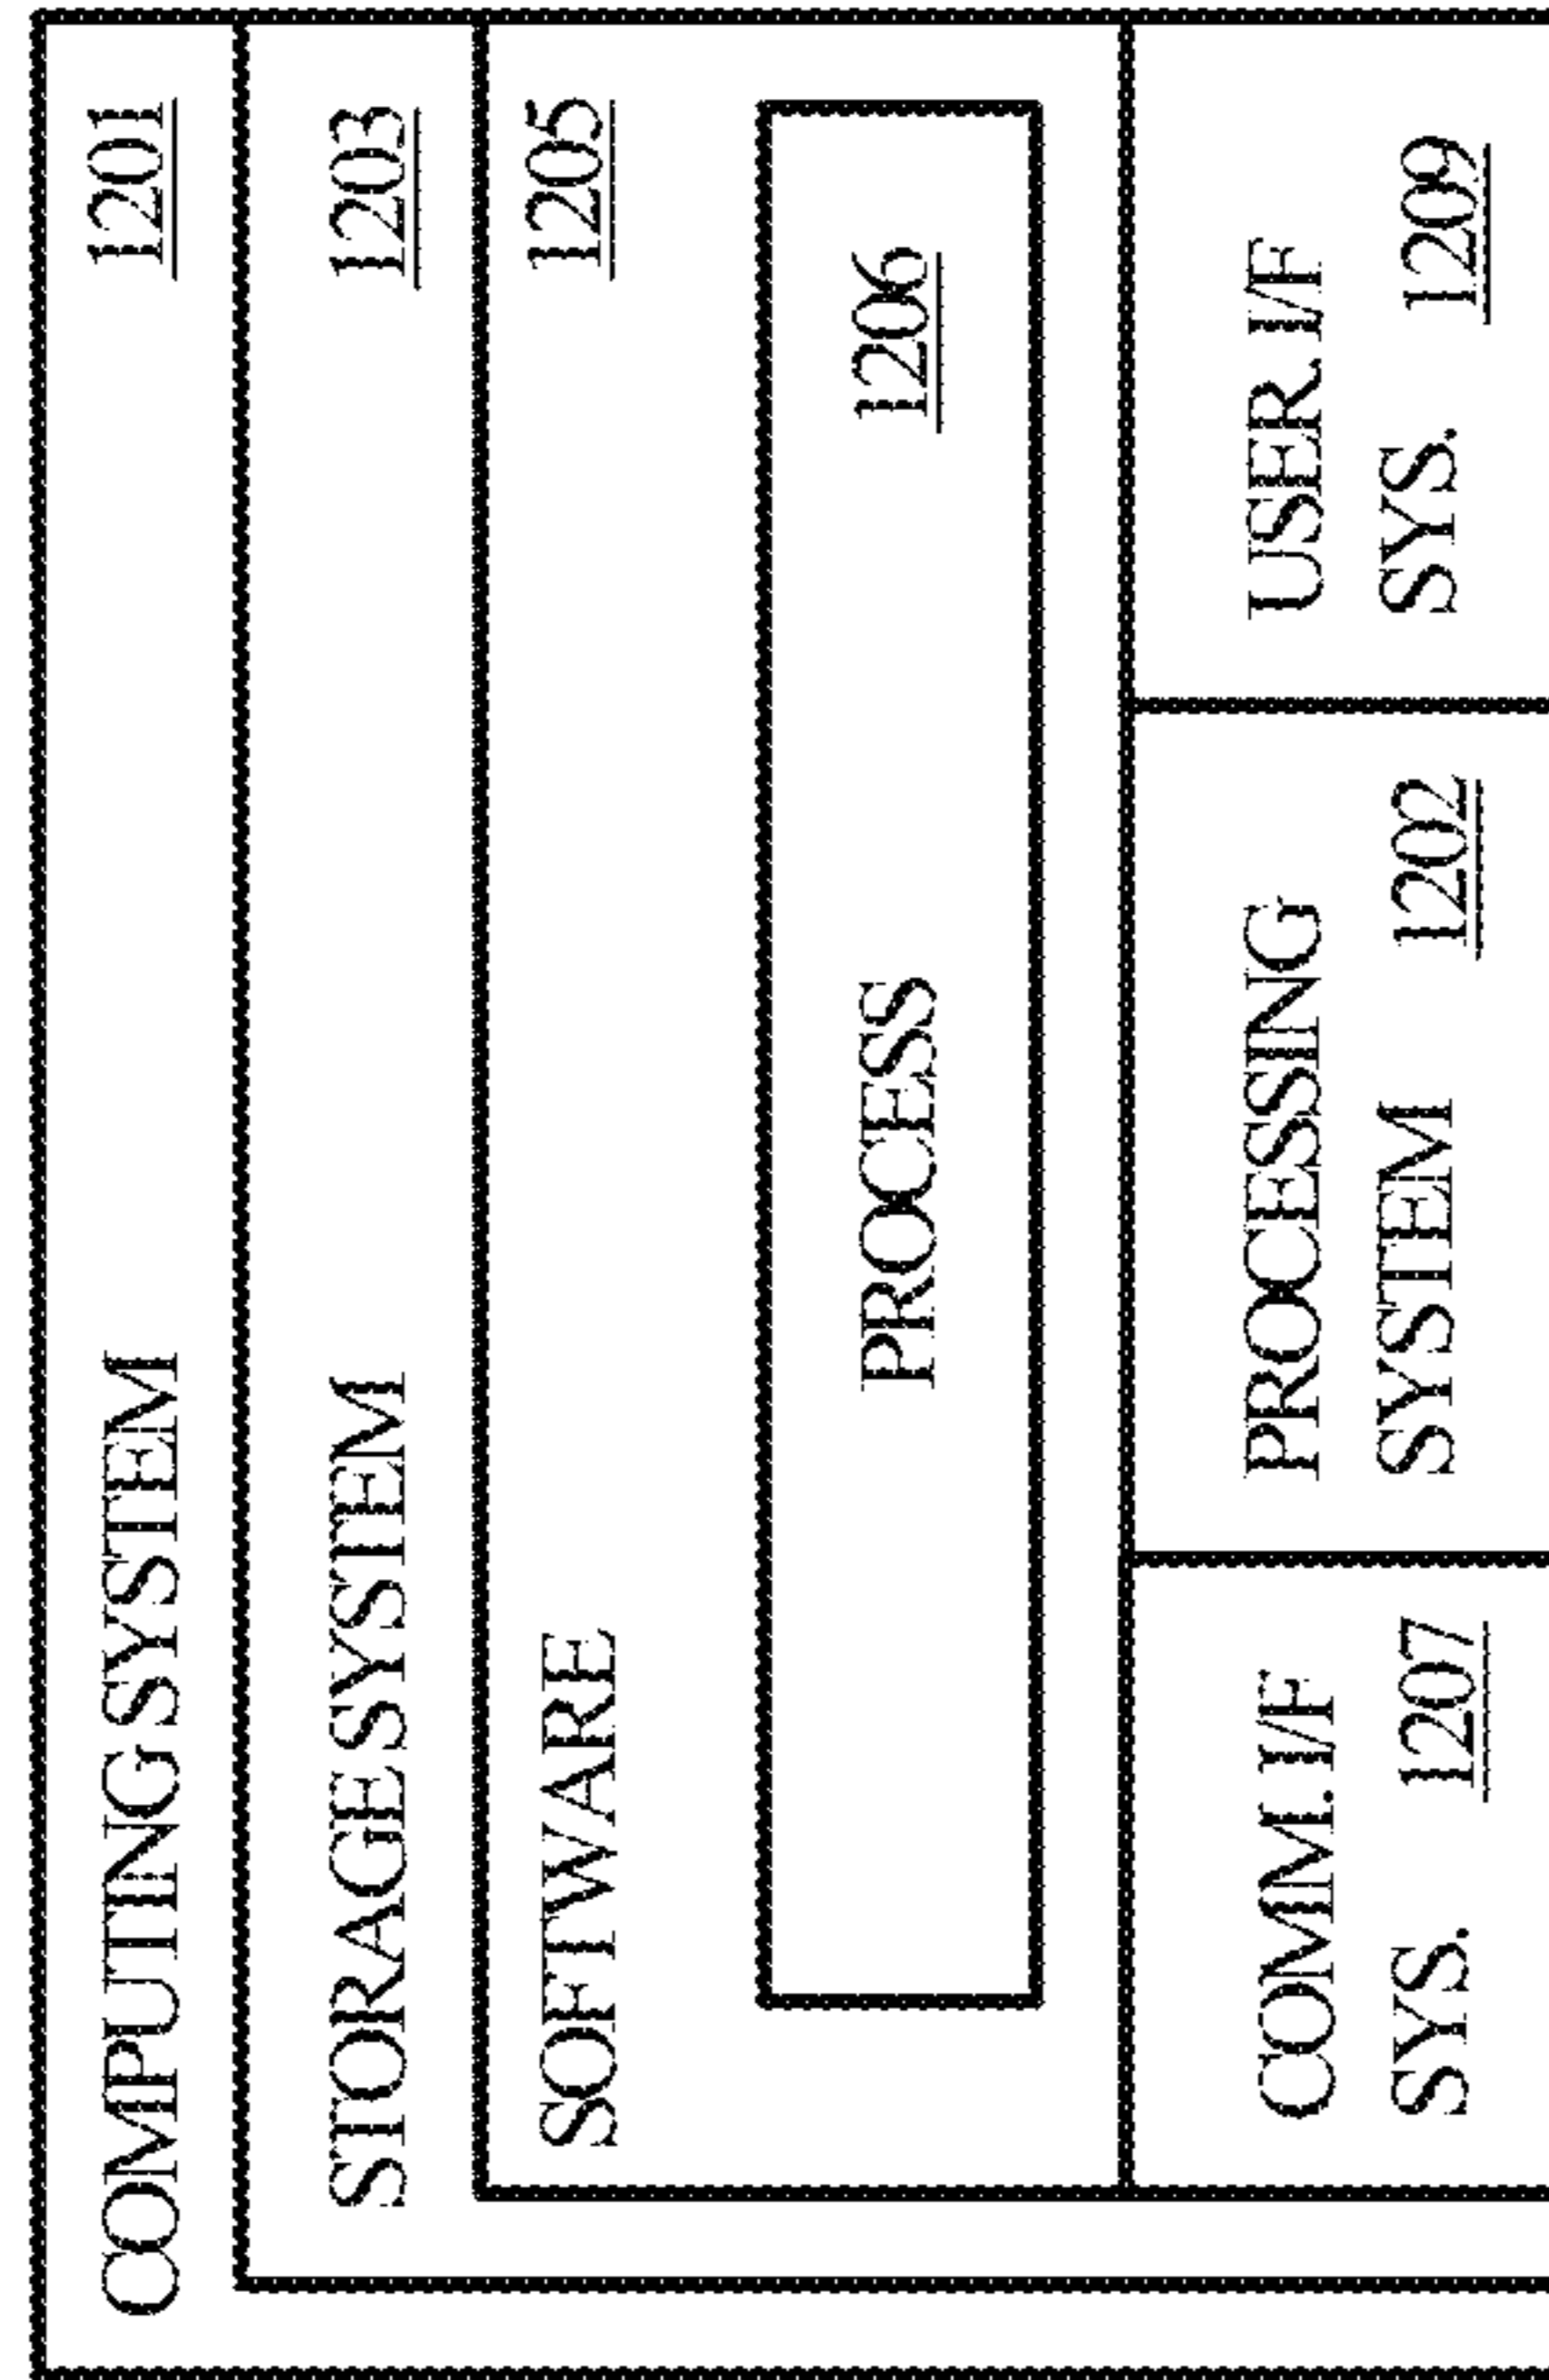 COMPUTING SYSTEM 1201
STORAGE SYSTEM 1203
SOFTWARE 1205
PROCESS 1206
COMM. I/F
SYS. 1207
PROCESSING
SYSTEM 1202
USER I/F
SYS. 1209